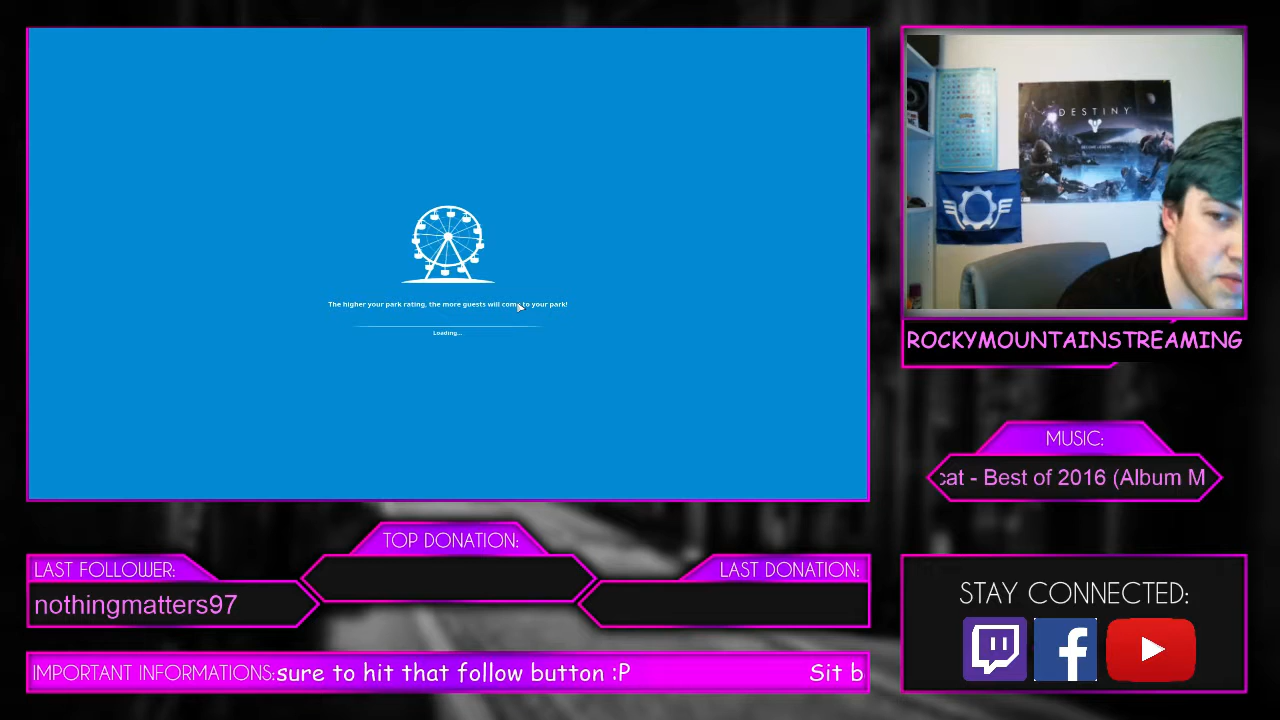 The higher your park rating, the more guests will come to your park!
Loading...
DESTINY
ROCKYMOUNTAINSTREAMING
MUSIC:
cat - Best of 2016 (Album M
TOP DONATION:
LAST FOLLOWER:
nothingmatters97
LAST DONATION:
STAY CONNECTED:
IMPORTANT INFORMATIONS: sure to hit that follow button :P Sit b